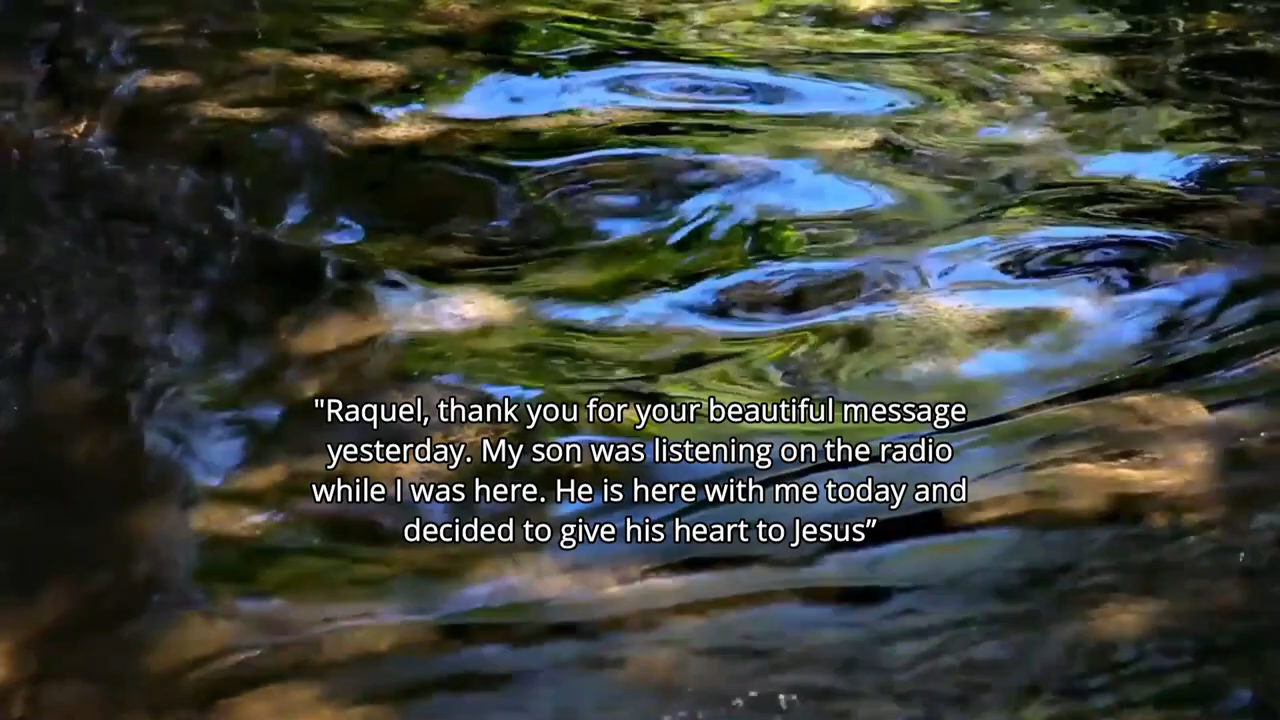 "Raquel, thank you for your beautiful message
yesterday. My son was listening on the radio
while I was here. He is here with me today and
decided to give his heart to Jesus”